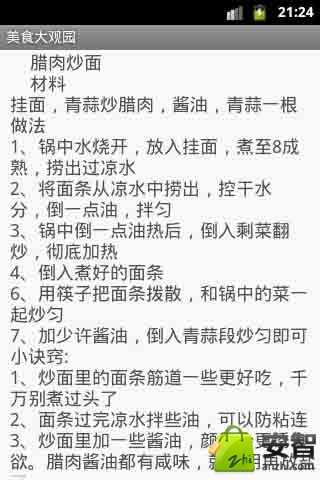 21:24
美食大观园
腊肉炒面
材料
挂面，青蒜炒腊肉，酱油，青蒜一根
做法
1、锅中水烧开，放入挂面，煮至8成
熟，捞出过凉水
2、将面条从凉水中捞出，控干水
分，倒一点油，拌匀
3、锅中倒一点油热后，倒入剩菜翻
炒，彻底加热
4、倒入煮好的面条
6、用筷子把面条拨散，和锅中的菜一
起炒匀
7、加少许酱油，倒入青蒜段炒匀即可
小诀窍:
1、炒面里的面条筋道一些更好吃，千
万别煮过头了
2、面条过完凉水拌些油，可以防粘连
3、炒面里加一些酱油，颜
欲。腊肉酱油都有咸味，
安智
zhi